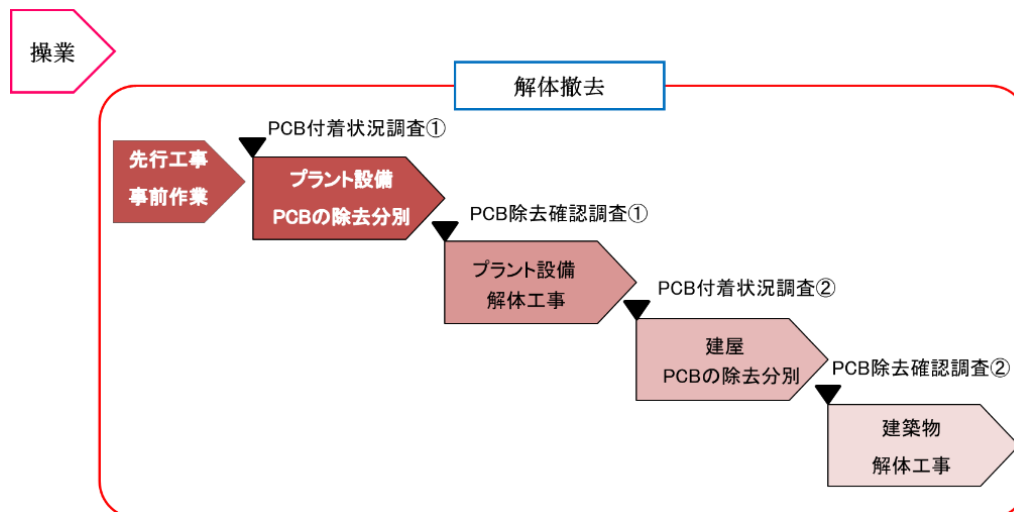 操業
解体撤去
PCB付着状況調査①
先行工事
事前作業
プラント設備
PCBの除去分別
PCB除去確認調査①
プラント設備
解体工事
PCB付着状況調査②
建屋
PCBの除去分別
PCB除去確認調査②
建築物
解体工事